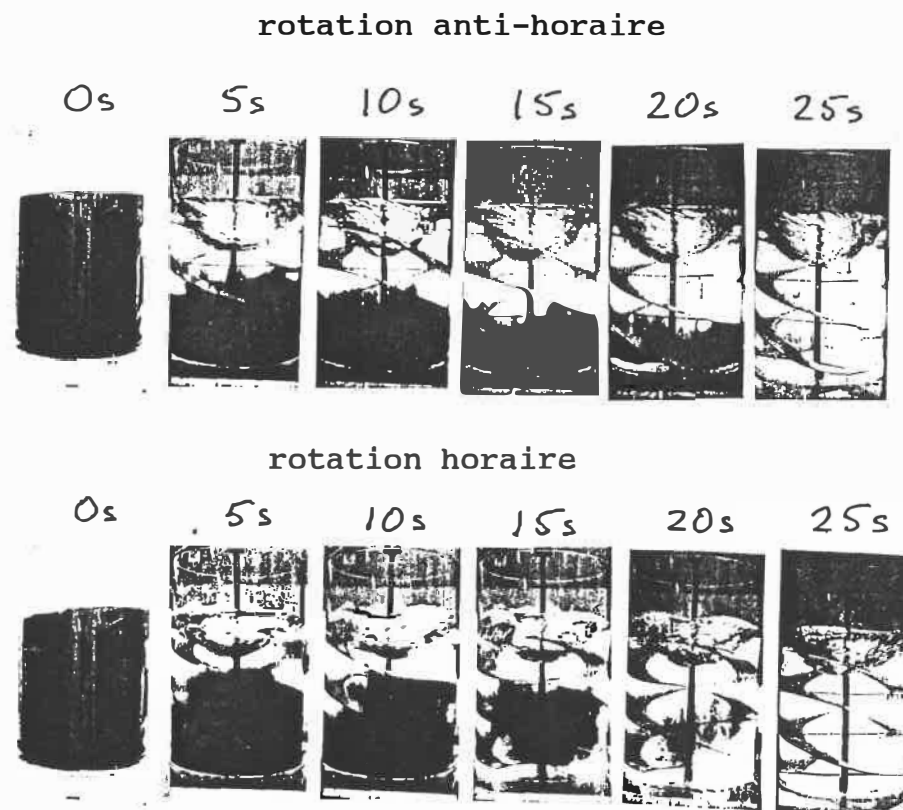 rotation anti-horaire
0s 5s 10s 15s 20s 25s
rotation horaire
0s 5s 10s 15s 20s 25s